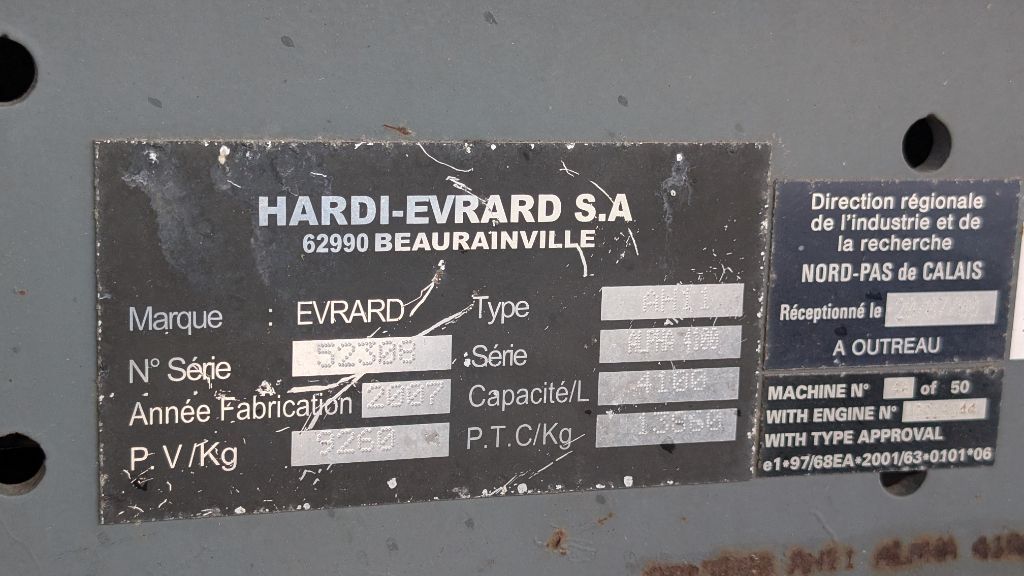 HARDI-EVRARD S.A
62990 BEAURAINVILLE
Marque : EVRARD
Type
N° Série 52308
:Série
Année Fabrication 2007
Capacité/L 4100
P.V/Kg 9260
P.T.C/Kg
Direction régionale
de l'industrie et de
la recherche
NORD-PAS de CALAIS
Réceptionné le
A OUTREAU
MACHINE N° of 50
WITH ENGINE N°
WITH TYPE APPROVAL
e1*97/68EA*2001/63*0101*06